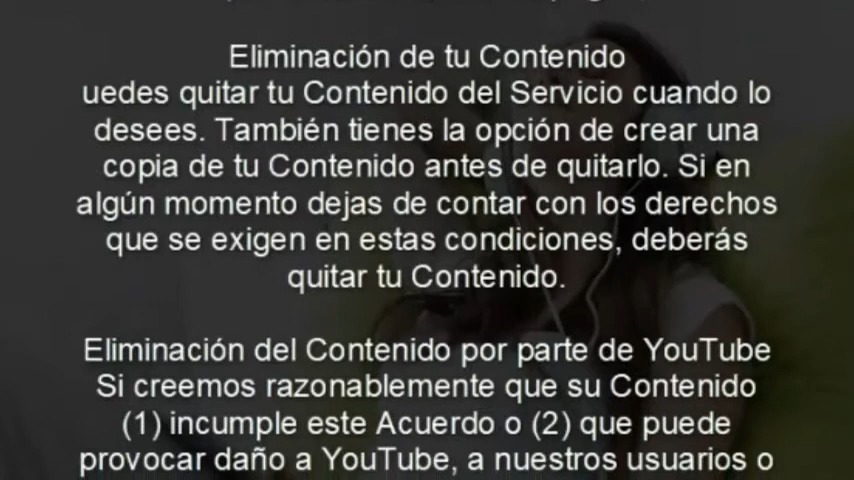 Eliminación de tu Contenido
uedes quitar tu Contenido del Servicio cuando lo
desees. También tienes la opción de crear una
copia de tu Contenido antes de quitarlo. Si en
algún momento dejas de contar con los derechos
que se exigen en estas condiciones, deberás
quitar tu Contenido.
Eliminación del Contenido por parte de YouTube
Si creemos razonablemente que su Contenido
(1) incumple este Acuerdo o (2) que puede
provocar daño a YouTube, a nuestros usuarios o